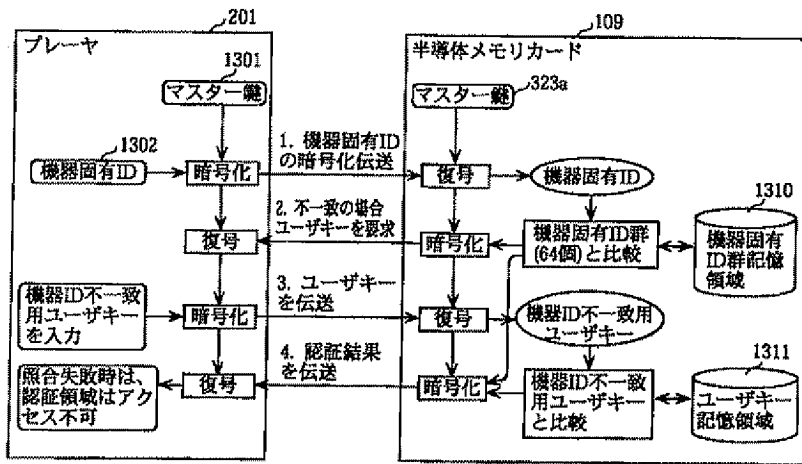 201
プレーヤ
1301
マスター鍵
1302
機器固有ID
暗号化
復号
機器ID不一致
用ユーザキー
を入力
暗号化
照合失敗時は、
認証領域はアク
セス不可
復号
1. 機器固有ID
の暗号化伝送
2. 不一致の場合
ユーザキーを要求
3. ユーザキー
を伝送
4. 認証結果
を伝送
109
半導体メモリカード
マスター鍵
323a
復号
機器固有ID
暗号化
機器固有ID群
(64個)と比較
1310
機器固有
ID群記憶
領域
復号
機器ID不一致用
ユーザキー
暗号化
機器ID不一致
用ユーザキー
と比較
1311
ユーザキー
記憶領域